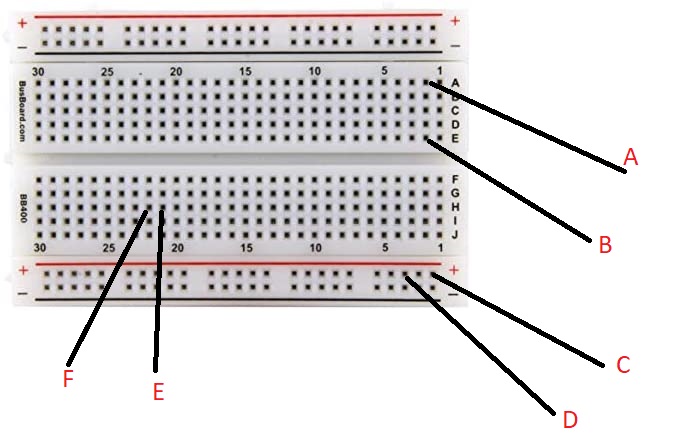 + +
– –
30 25 20 15 10 5 1
A
C
D
E
BusBoard.com
F
G
H
I
J
BB400
30 25 20 15 10 5 1
+ +
– –
A
B
C
D
E
F